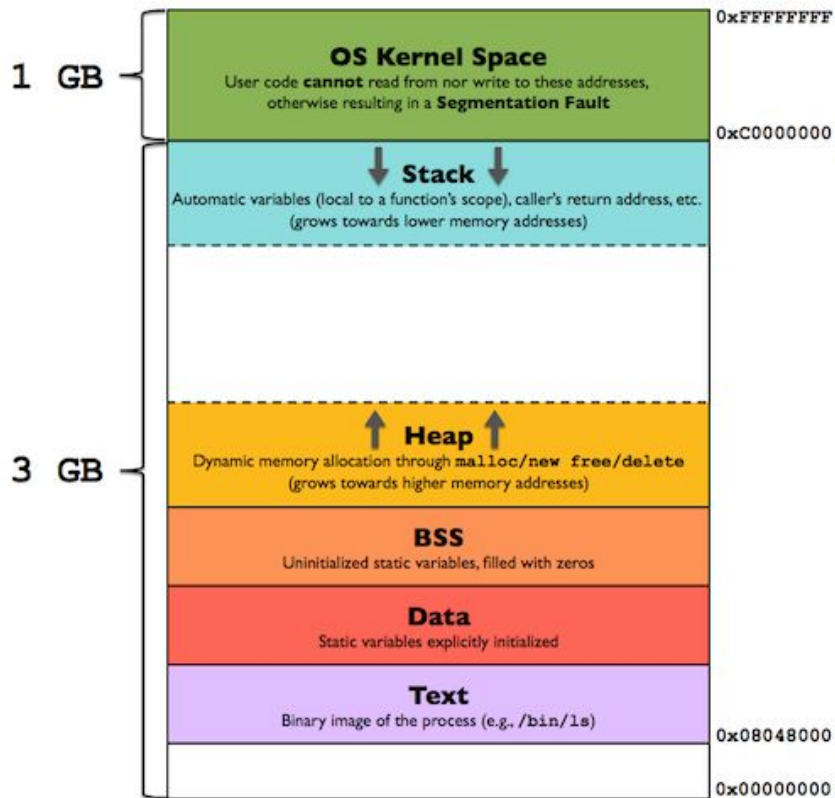 0xFFFFFFFF
OS Kernel Space
1 GB
User code cannot read from nor write to these addresses,
otherwise resulting in a Segmentation Fault
0xC0000000
Stack
Automatic variables (local to a function's scope), caller's return address, etc.
(grows towards lower memory addresses)
Heap
3 GB
Dynamic memory allocation through malloc/new free/delete
(grows towards higher memory addresses)
BSS
Uninitialized static variables, filled with zeros
Data
Static variables explicitly initialized
Text
Binary image of the process (e.g., /bin/ls)
0x08048000
0x00000000